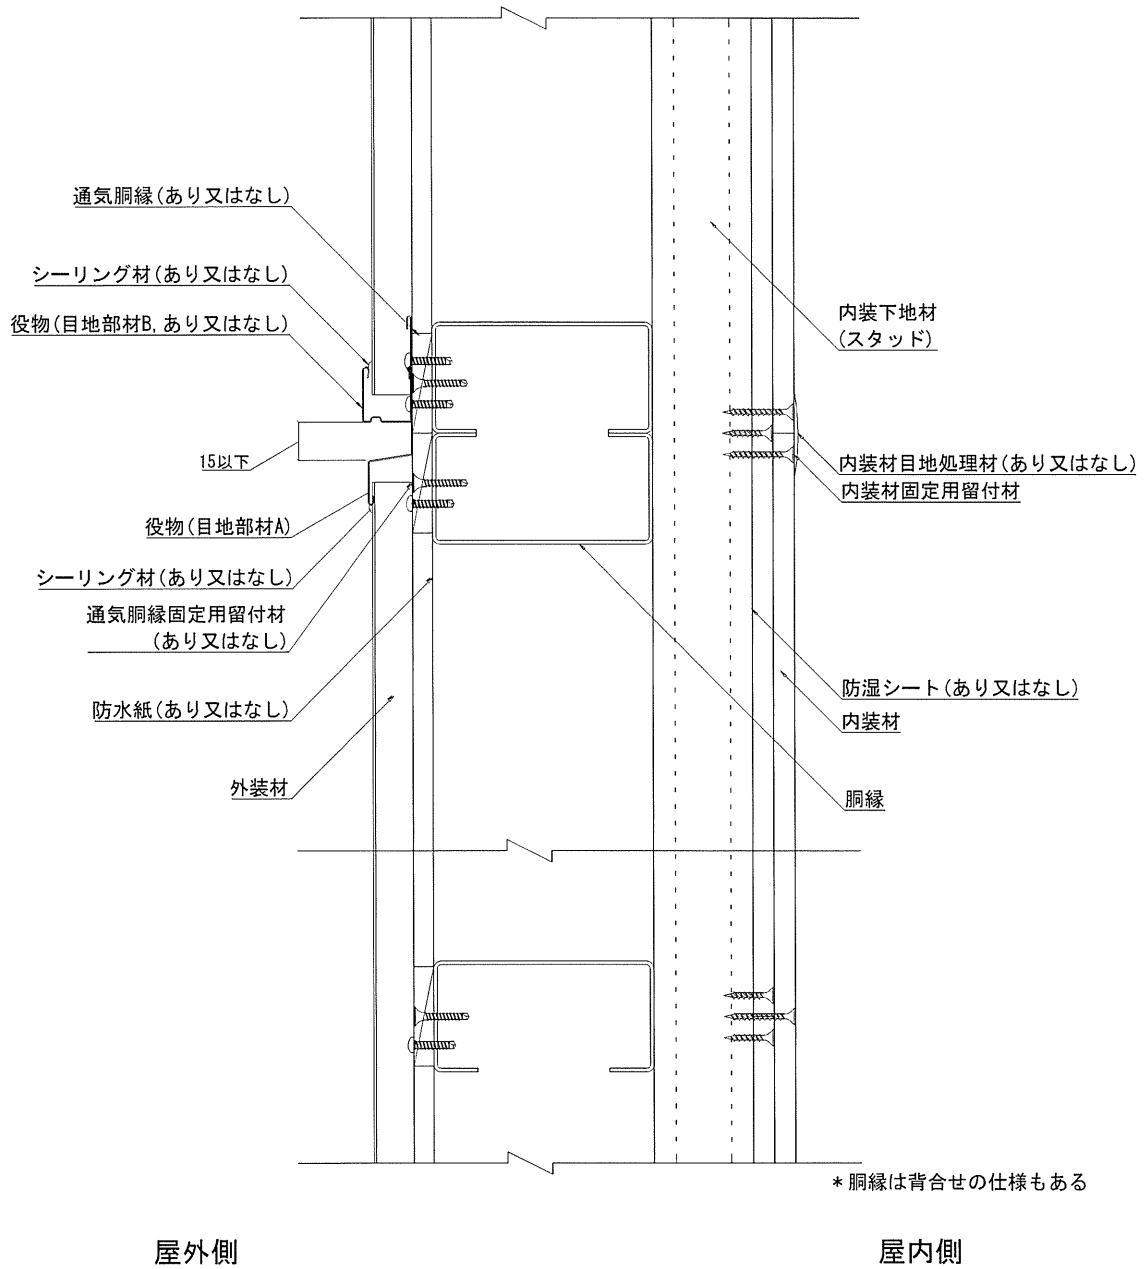 通気胴縁(あり又はなし)
シーリング材(あり又はなし)
役物(目地部材B,あり又はなし)
15以下
役物(目地部材A)
シーリング材(あり又はなし)
通気胴縁固定用留付材
(あり又はなし)
防水紙(あり又はなし)
外装材
内装下地材
(スタッド)
内装材目地処理材(あり又はなし)
内装材固定用留付材
防湿シート(あり又はなし)
内装材
胴縁
*胴縁は背合せの仕様もある
屋外側
屋内側